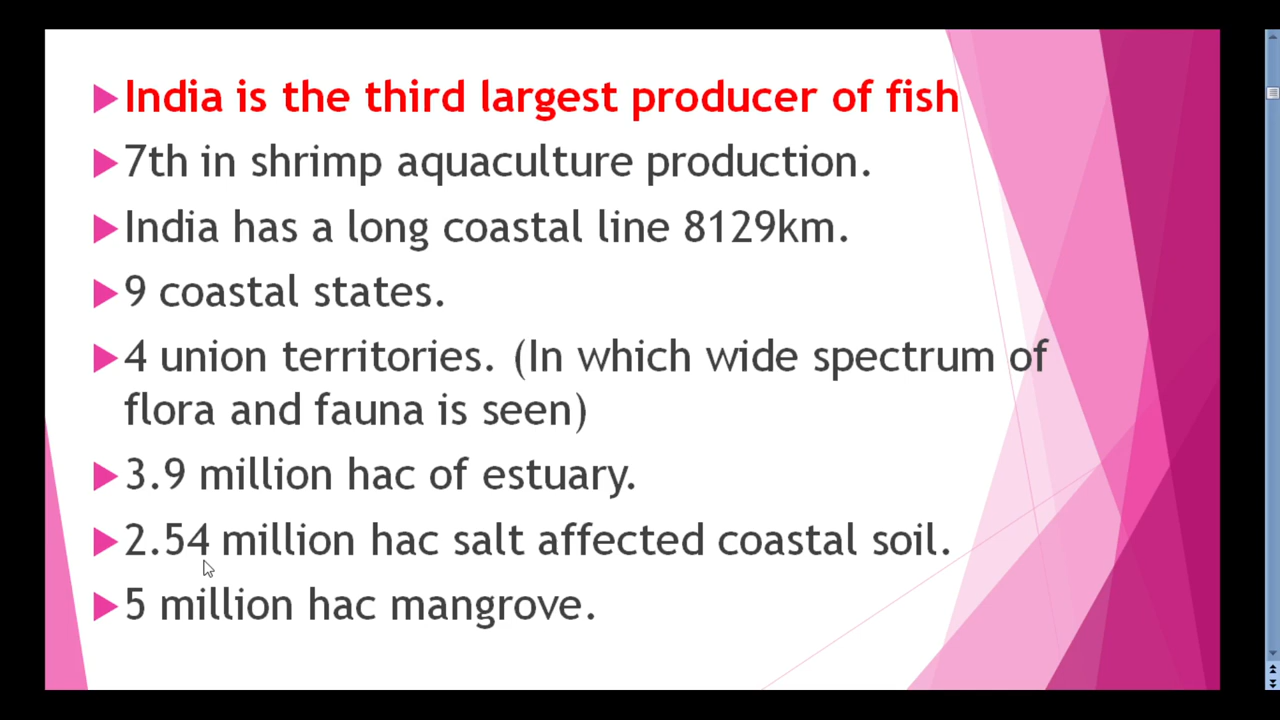 India is the third largest producer of fish
7th in shrimp aquaculture production.
India has a long coastal line 8129km.
9 coastal states.
4 union territories. (In which wide spectrum of
flora and fauna is seen)
3.9 million hac of estuary.
2.54 million hac salt affected coastal soil.
5 million hac mangrove.